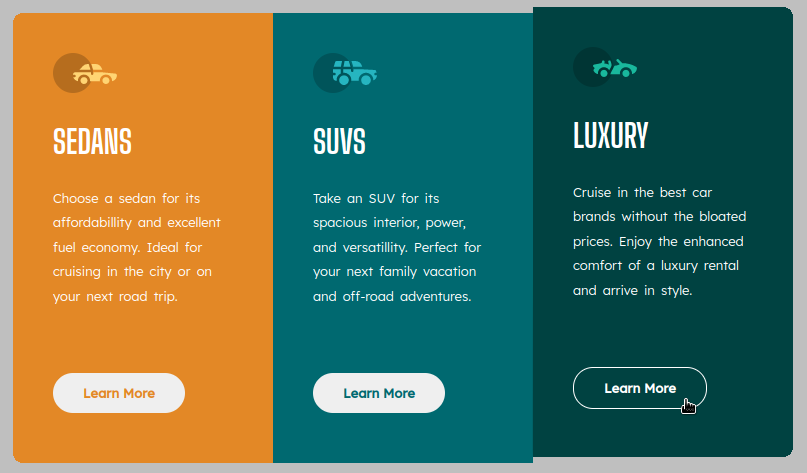 SEDANS
Choose a sedan for its
affordabillity and excellent
fuel economy. Ideal for
cruising in the city or on
your next road trip.
Learn More
SUVS
Take an SUV for its
spacious interior, power,
and versatillity. Perfect for
your next family vacation
and off-road adventures.
Learn More
LUXURY
Cruise in the best car
brands without the bloated
prices. Enjoy the enhanced
comfort of a luxury rental
and arrive in style.
Learn More